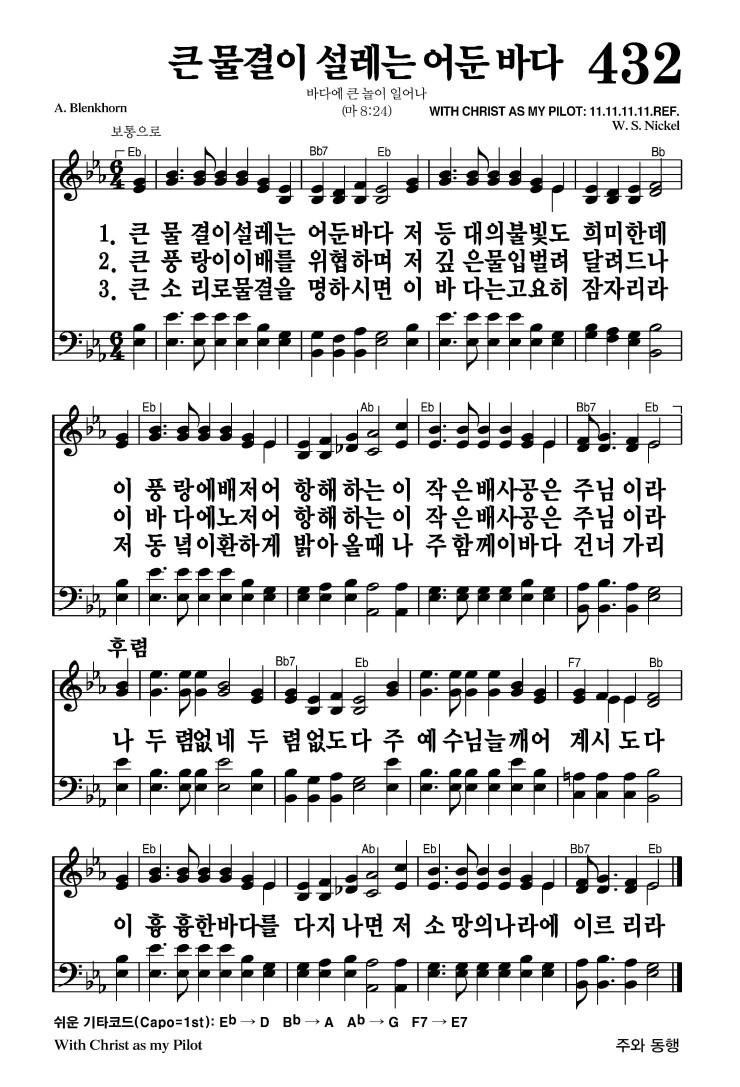 큰 물결이 설레는 어둔 바다 432
바다에 큰 놀이 일어나
A. Blenkhorn (마 8:24) WITH CHRIST AS MY PILOT: 11.11.11.11.REF.
W. S. Nickel
보통으로
Eb Bb7 Eb Bb
6 4
1. 큰 물 결이설레는 어둔바다 저 등 대의불빛도 희미한데
2. 큰 풍 랑이이배를 위협하며 저 깊 은물입벌려 달려드나
3. 큰 소 리로물결을 명하시면 이 바 다는고요히 잠자리라
6 4
Eb Ab Eb Bb7 Eb
이 풍 랑에배저어 항해하는 이 작은배사공은 주님 이라
이 바 다에노저어 항해하는 이 작은배사공은 주님 이라
저 동 녘이환하게 밝아올때 나 주함께이바다 건너 가리
후렴
Bb7 Eb F7 Bb
나 두 렴없네 두 렴없도다 주 예수님늘깨어 계시 도다
Eb Ab Eb Bb7 Eb
이 흉 흉한바다를 다지나면 저 소 망의나라에 이르 리라
쉬운 기타코드(Capo=1st): Eb → D Bb → A Ab → G F7 → E7
With Christ as my Pilot 주와 동행